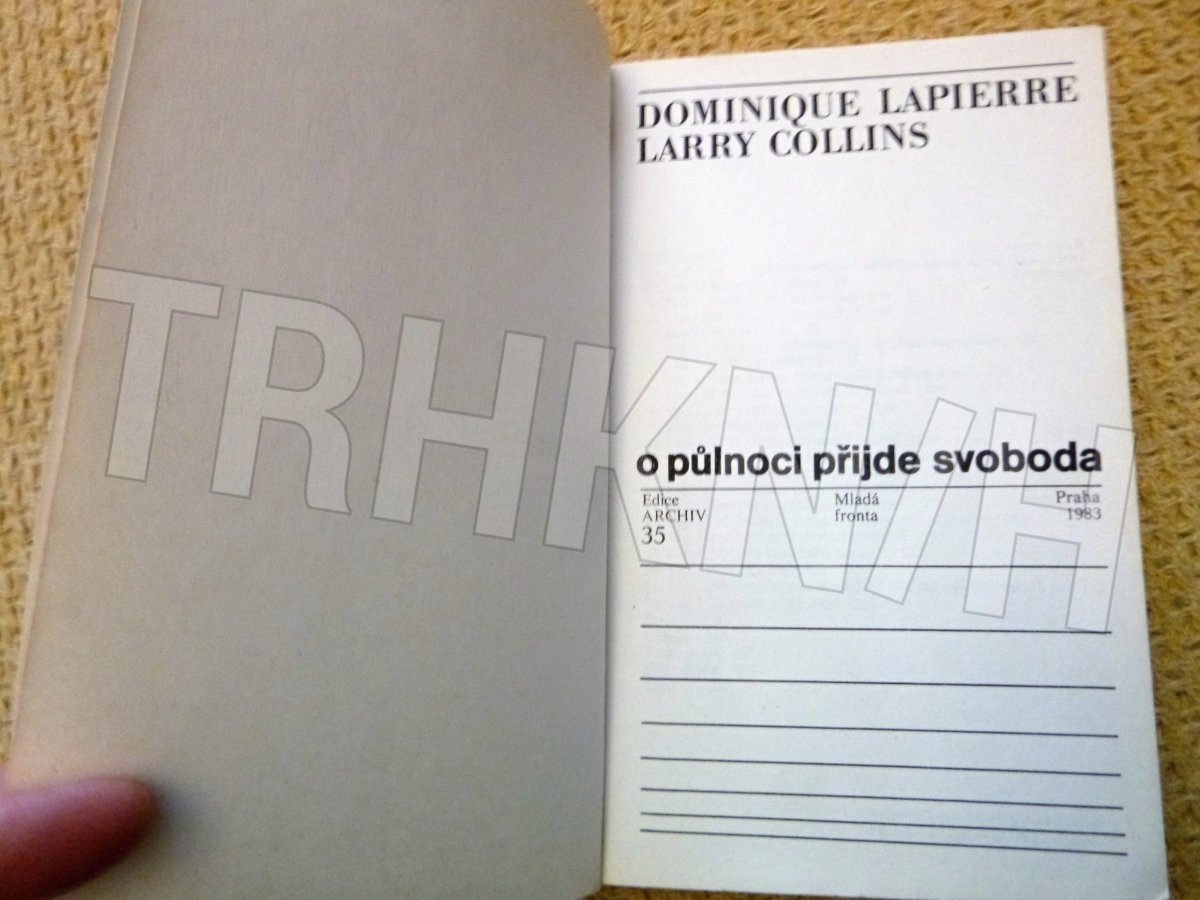 DOMINIQUE LAPIERRE
LARRY COLLINS
o půlnoci přijde svoboda
Edice
ARCHIV
35
Mladá
fronta
Praha
1983
TRHKNIH